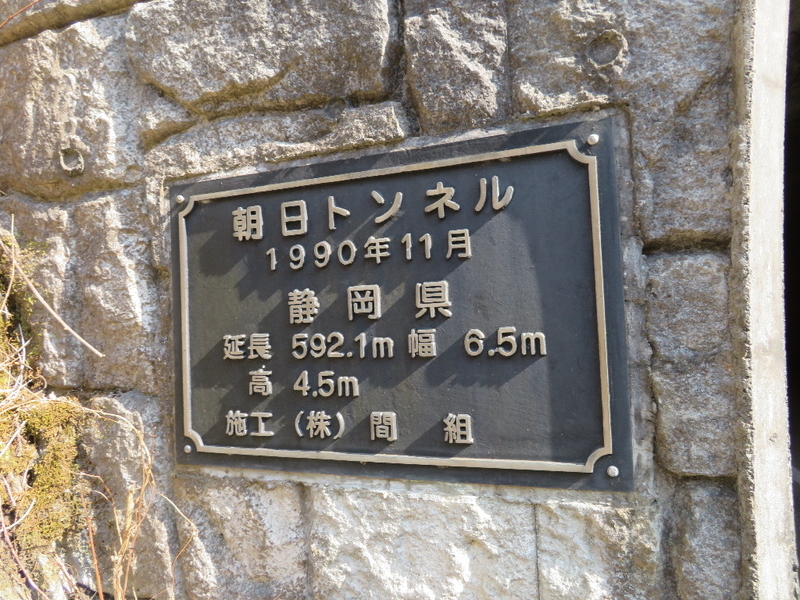 朝日トンネル
1990年11月
静岡県
延長 592.1m 幅 6.5m
高 4.5m
施工 (株) 間 組